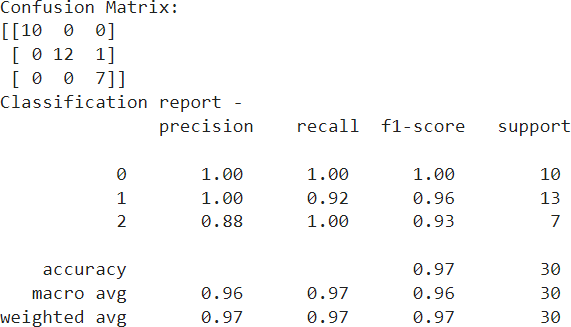 Confusion Matrix:
[[10  0  0]
 [ 0 12  1]
 [ 0  0  7]]
Classification report -
              precision    recall  f1-score   support

           0       1.00      1.00      1.00        10
           1       1.00      0.92      0.96        13
           2       0.88      1.00      0.93         7

    accuracy                           0.97        30
   macro avg       0.96      0.97      0.96        30
weighted avg       0.97      0.97      0.97        30